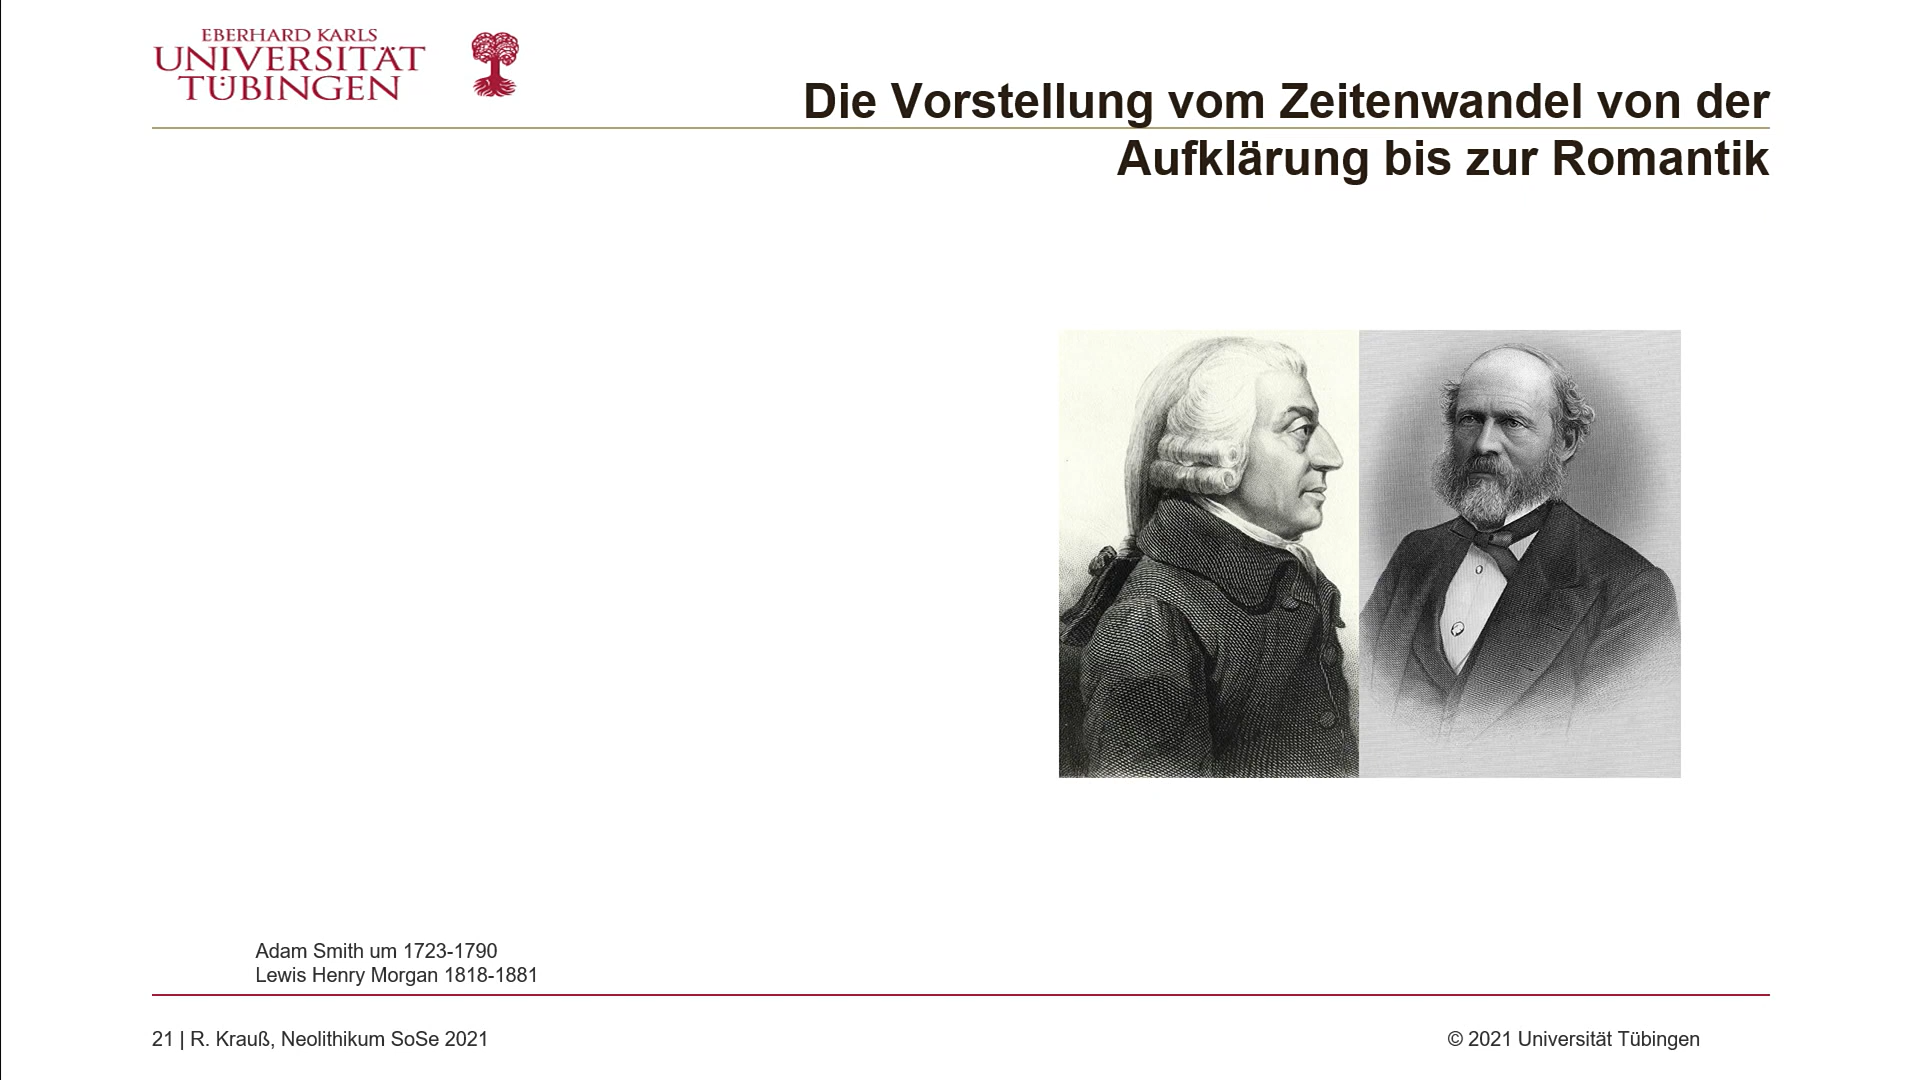 EBERHARD KARLS
UNIVERSITÄT
TÜBINGEN
Die Vorstellung vom Zeitenwandel von der
Aufklärung bis zur Romantik
Adam Smith um 1723-1790
Lewis Henry Morgan 1818-1881
21 | R. Krauß, Neolithikum SoSe 2021
© 2021 Universität Tübingen